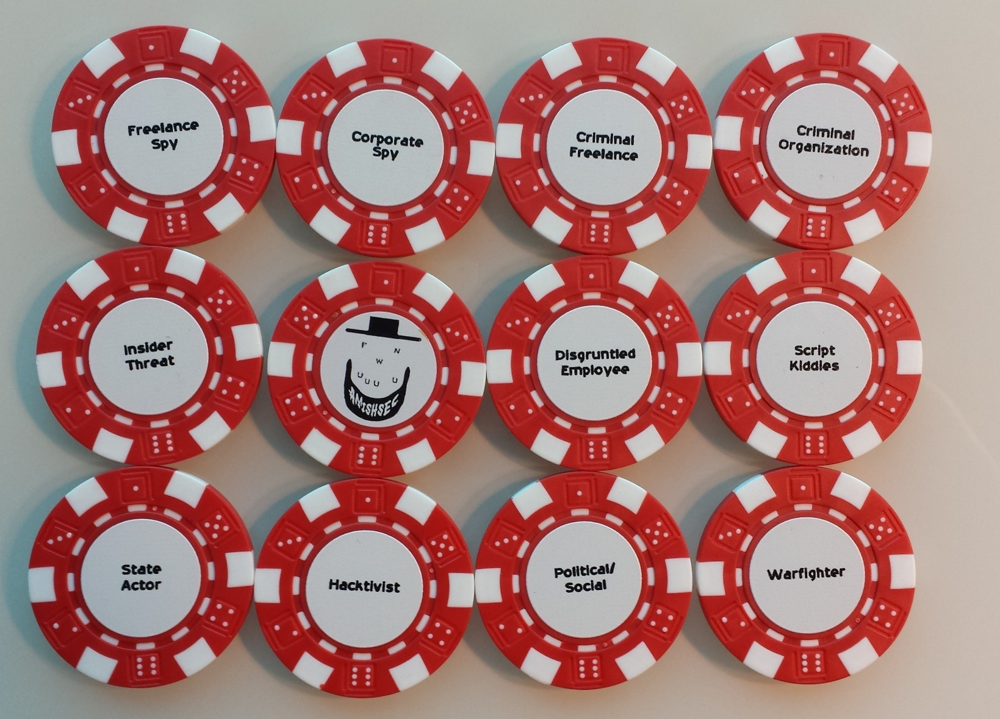 Freelance
Spy
Corporate
Spy
Criminal
Freelance
Criminal
Organization
Insider
Threat
F N
W
U U U U
AMISHSEC
Disgruntled
Employee
Script
Kiddies
State
Actor
Hacktivist
Political/
Social
Warfighter